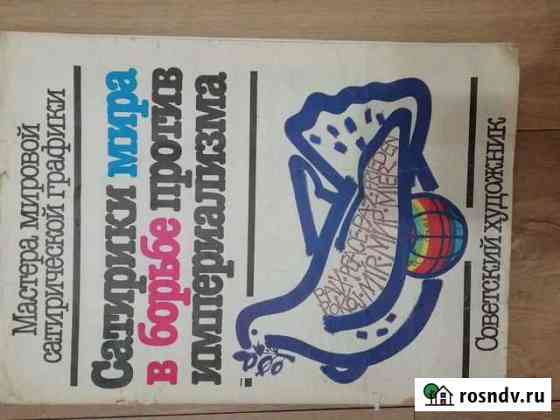 Мастера мировой
сатирической графики
Сатирики мира
в борьбе против
империализма
Советский художник
rosndv.ru